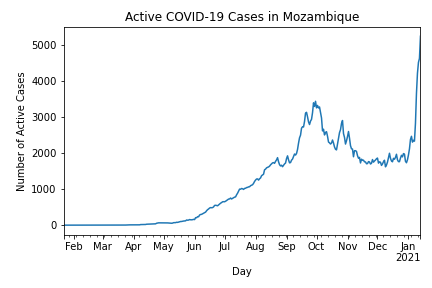 Active COVID-19 Cases in Mozambique
5000
4000
3000
2000
1000
0
Number of Active Cases
Feb Mar Apr May Jun Jul Aug Sep Oct Nov Dec Jan
2021
Day